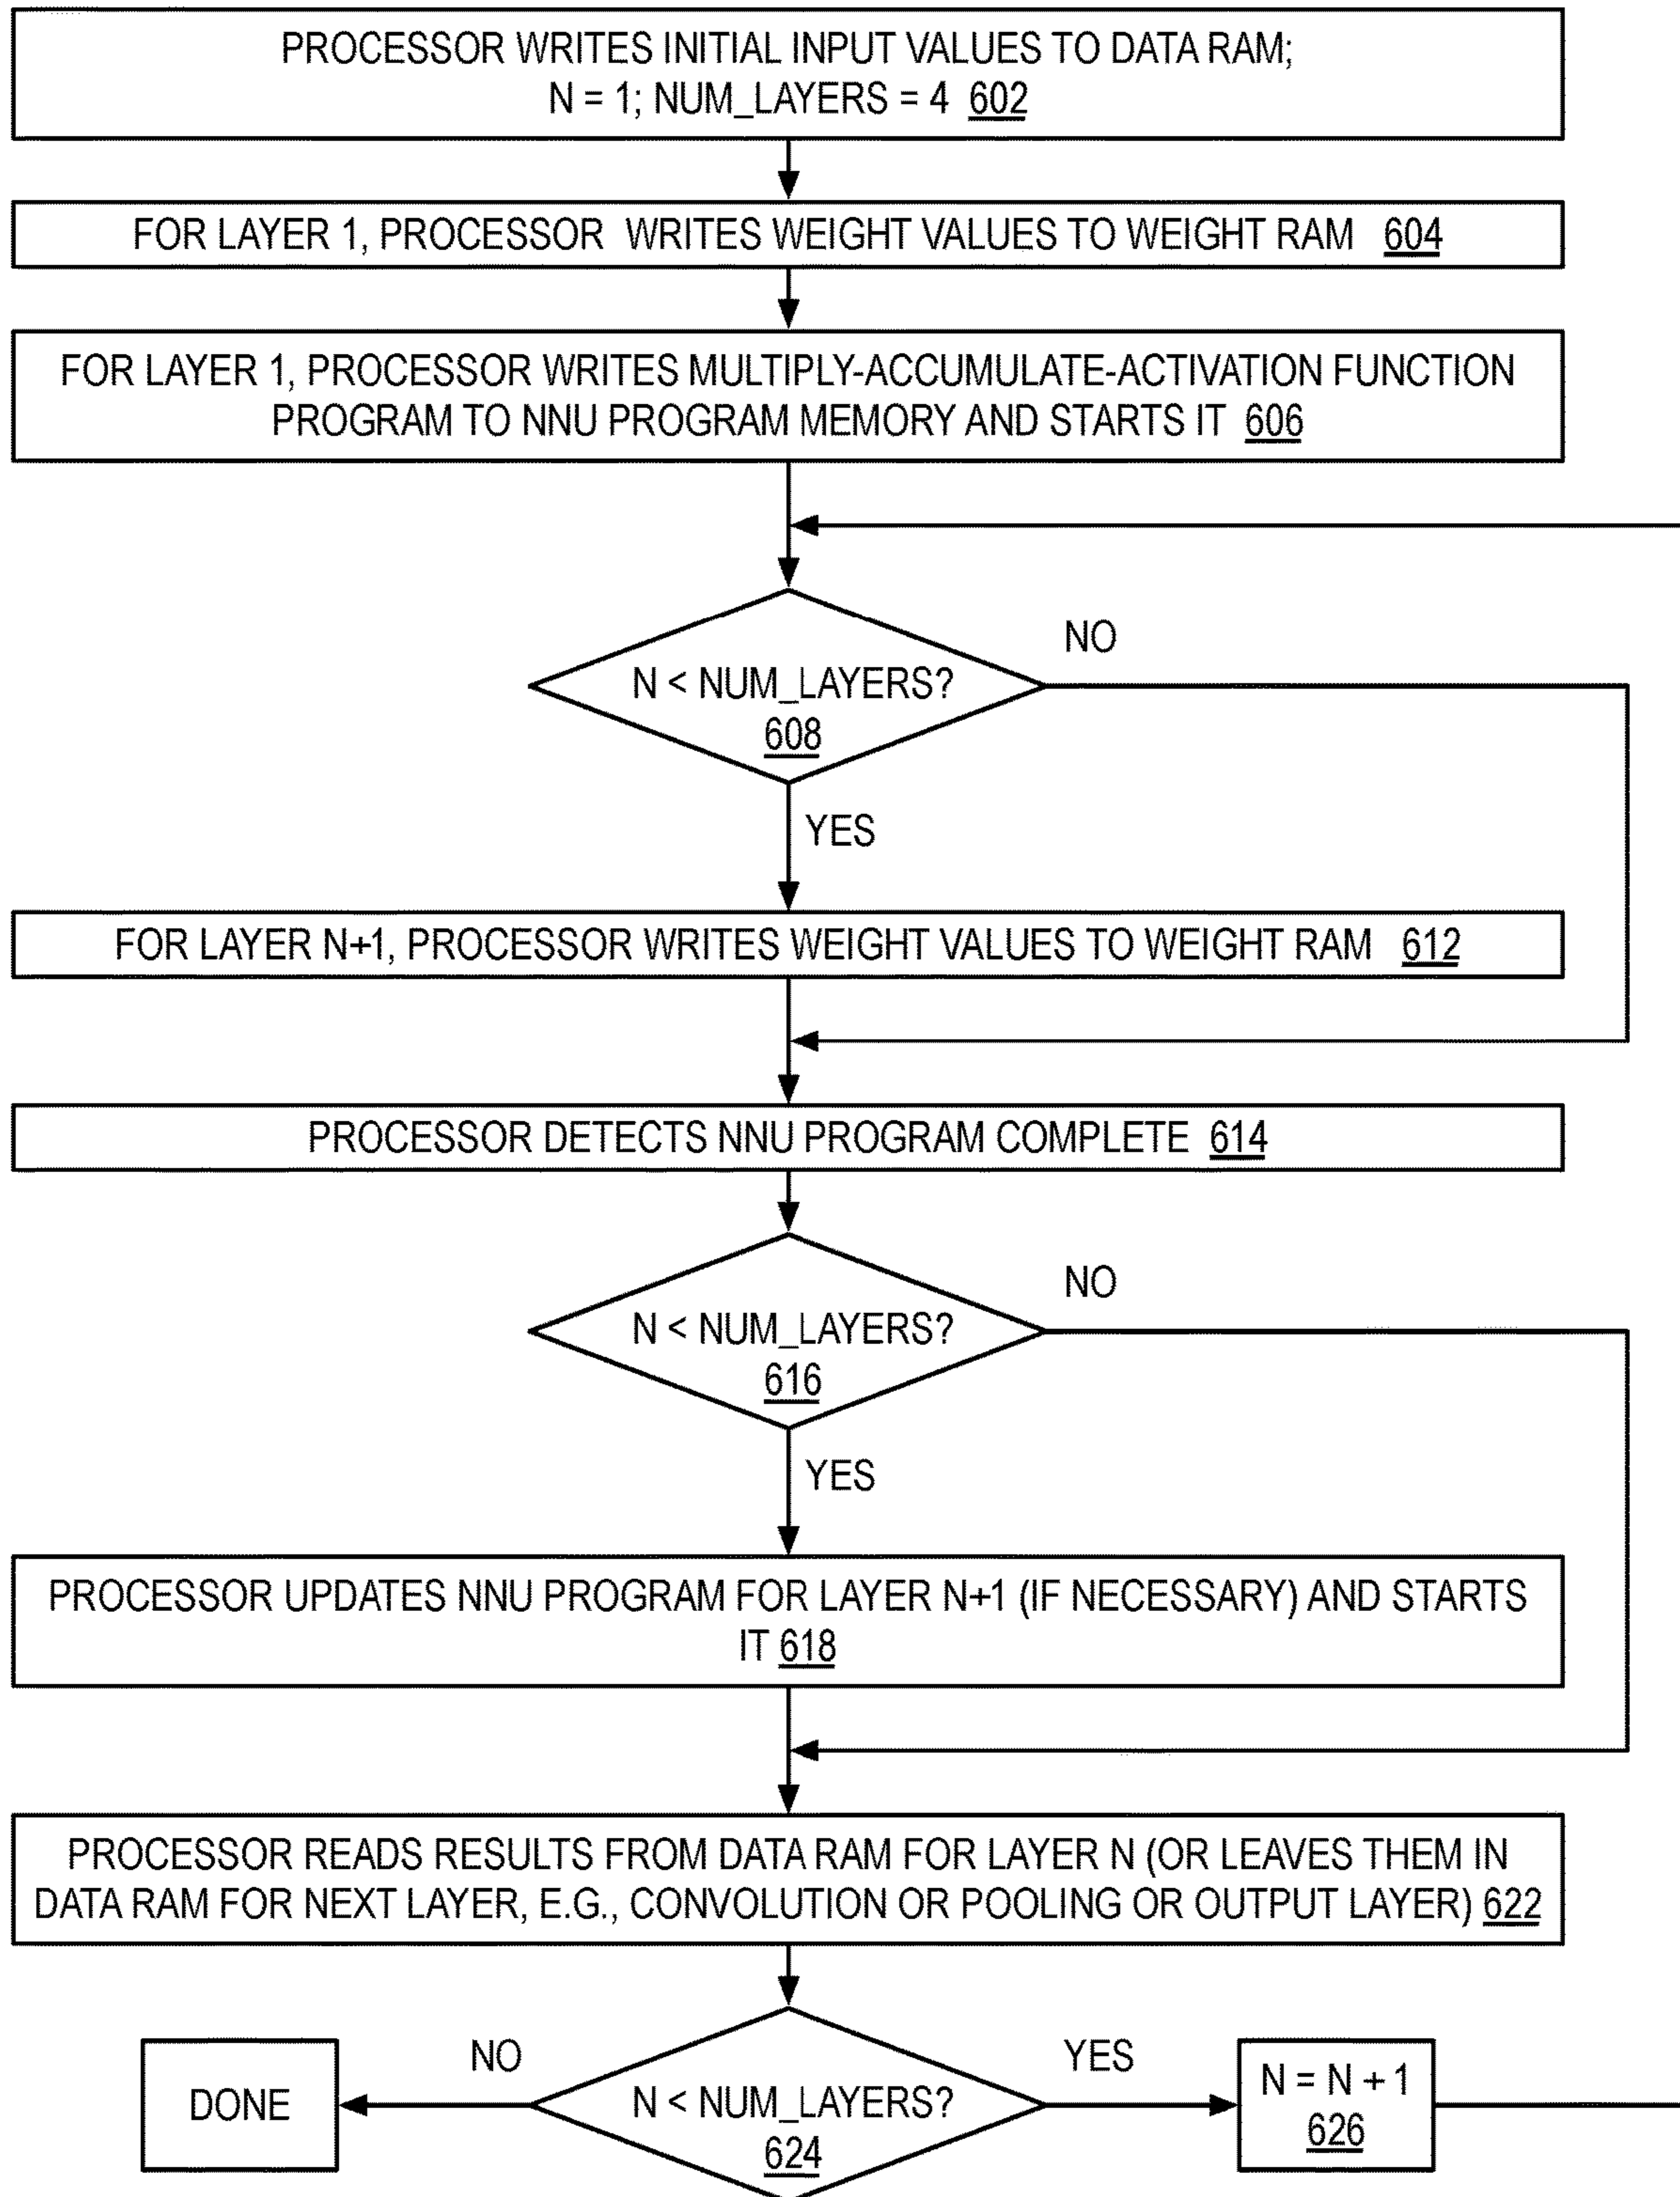 PROCESSOR WRITES INITIAL INPUT VALUES TO DATA RAM;
N = 1; NUM_LAYERS = 4 602
FOR LAYER 1, PROCESSOR WRITES WEIGHT VALUES TO WEIGHT RAM 604
FOR LAYER 1, PROCESSOR WRITES MULTIPLY-ACCUMULATE-ACTIVATION FUNCTION
PROGRAM TO NNU PROGRAM MEMORY AND STARTS IT 606
NO
N < NUM_LAYERS?
608
YES
FOR LAYER N+1, PROCESSOR WRITES WEIGHT VALUES TO WEIGHT RAM 612
PROCESSOR DETECTS NNU PROGRAM COMPLETE 614
NO
N < NUM_LAYERS?
616
YES
PROCESSOR UPDATES NNU PROGRAM FOR LAYER N+1 (IF NECESSARY) AND STARTS
IT 618
PROCESSOR READS RESULTS FROM DATA RAM FOR LAYER N (OR LEAVES THEM IN
DATA RAM FOR NEXT LAYER, E.G., CONVOLUTION OR POOLING OR OUTPUT LAYER) 622
DONE
NO
N < NUM_LAYERS?
624
YES
N = N + 1
626